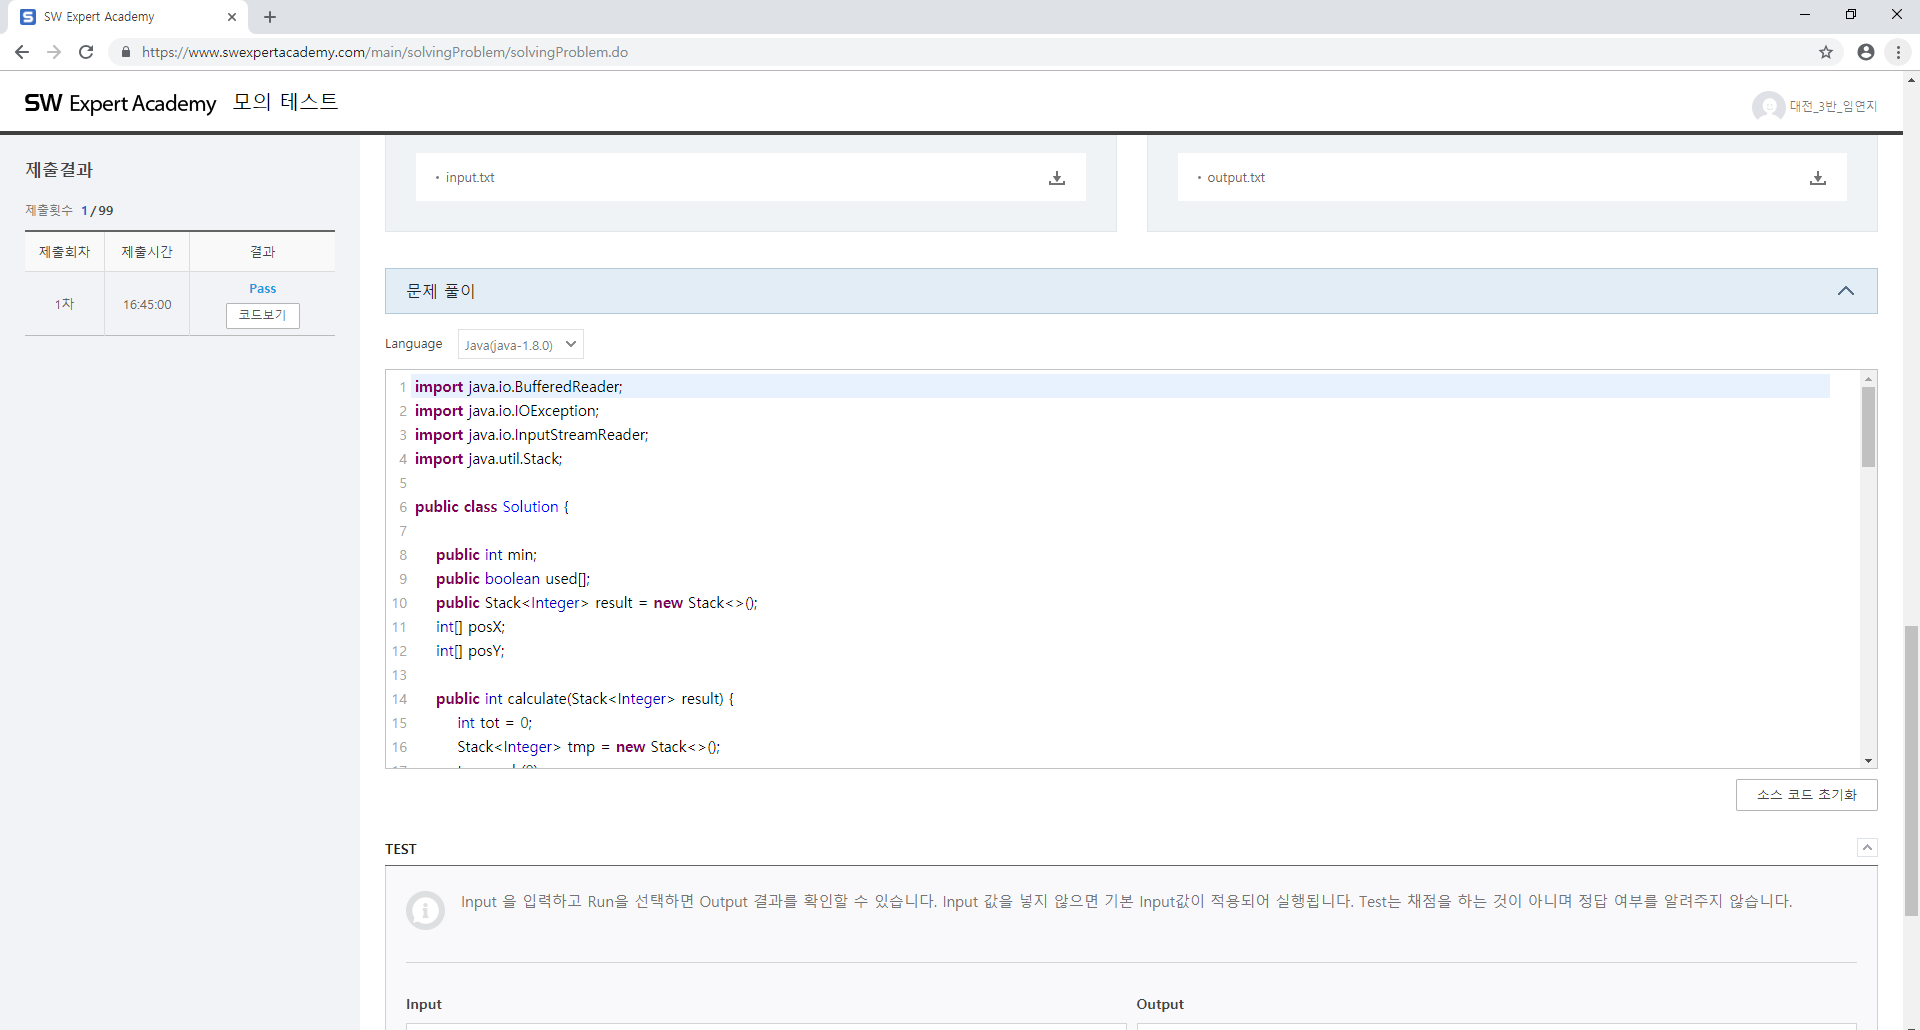 SW Expert Academy
https://www.swexpertacademy.com/main/solvingProblem/solvingProblem.do
SW Expert Academy 모의 테스트
대전_3반_임연지
제출결과
제출횟수 1/99
제출회차 제출시간 결과
1차 16:45:00 Pass
코드보기
• input.txt
• output.txt
문제 풀이
Language Java(java-1.8.0)
1 import java.io.BufferedReader;
2 import java.io.IOException;
3 import java.io.InputStreamReader;
4 import java.util.Stack;
5
6 public class Solution {
7
8 public int min;
9 public boolean used[];
10 public Stack<Integer> result = new Stack<>();
11 int[] posX;
12 int[] posY;
13
14 public int calculate(Stack<Integer> result) {
15 int tot = 0;
16 Stack<Integer> tmp = new Stack<>();
소스 코드 초기화
TEST
Input 을 입력하고 Run을 선택하면 Output 결과를 확인할 수 있습니다. Input 값을 넣지 않으면 기본 Input값이 적용되어 실행됩니다. Test는 채점을 하는 것이 아니며 정답 여부를 알려주지 않습니다.
Input
Output